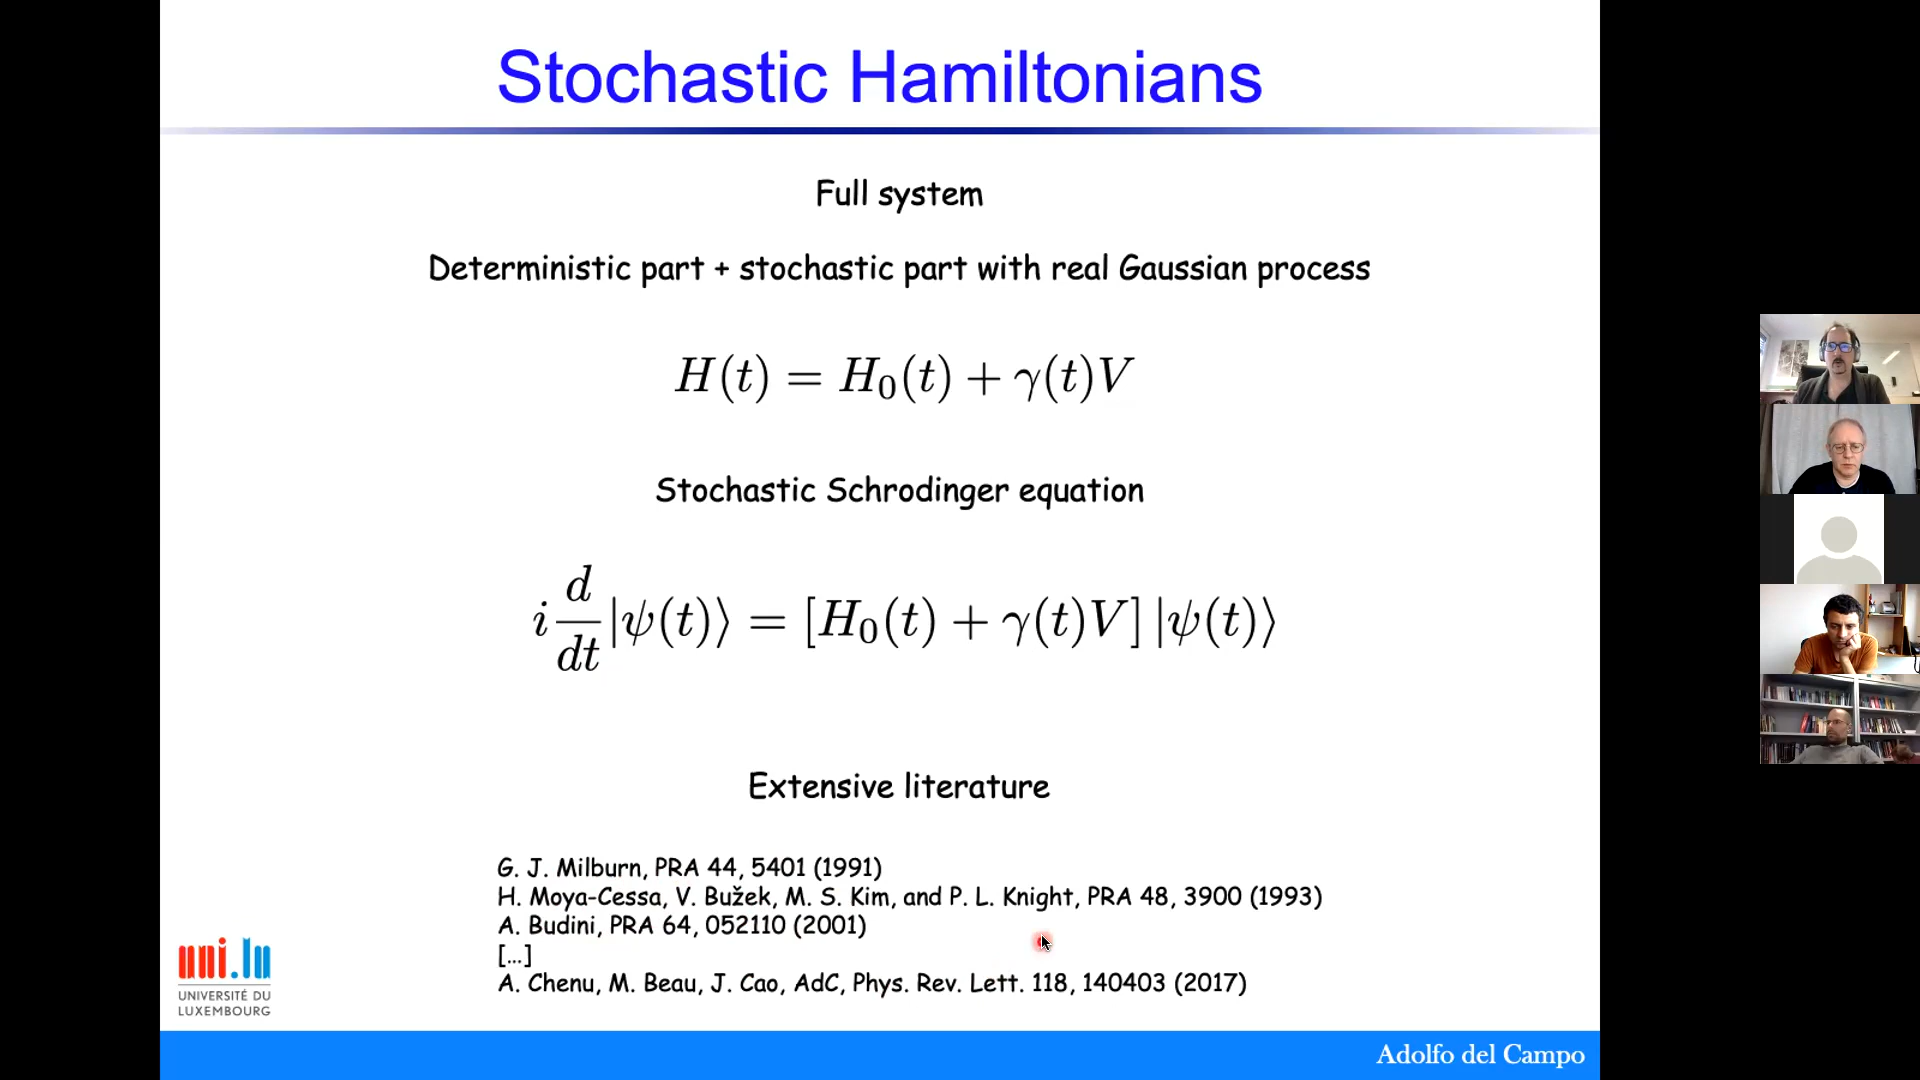 Stochastic Hamiltonians
Full system
Deterministic part + stochastic part with real Gaussian process
H(t) = H₀(t) + γ(t)V
Stochastic Schrodinger equation
i d/dt |ψ(t)⟩ = [H₀(t) + γ(t)V] |ψ(t)⟩
Extensive literature
G. J. Milburn, PRA 44, 5401 (1991)
H. Moya-Cessa, V. Bužek, M. S. Kim, and P. L. Knight, PRA 48, 3900 (1993)
A. Budini, PRA 64, 052110 (2001)
[...]
A. Chenu, M. Beau, J. Cao, AdC, Phys. Rev. Lett. 118, 140403 (2017)
uni.lu
UNIVERSITÉ DU
LUXEMBOURG
Adolfo del Campo